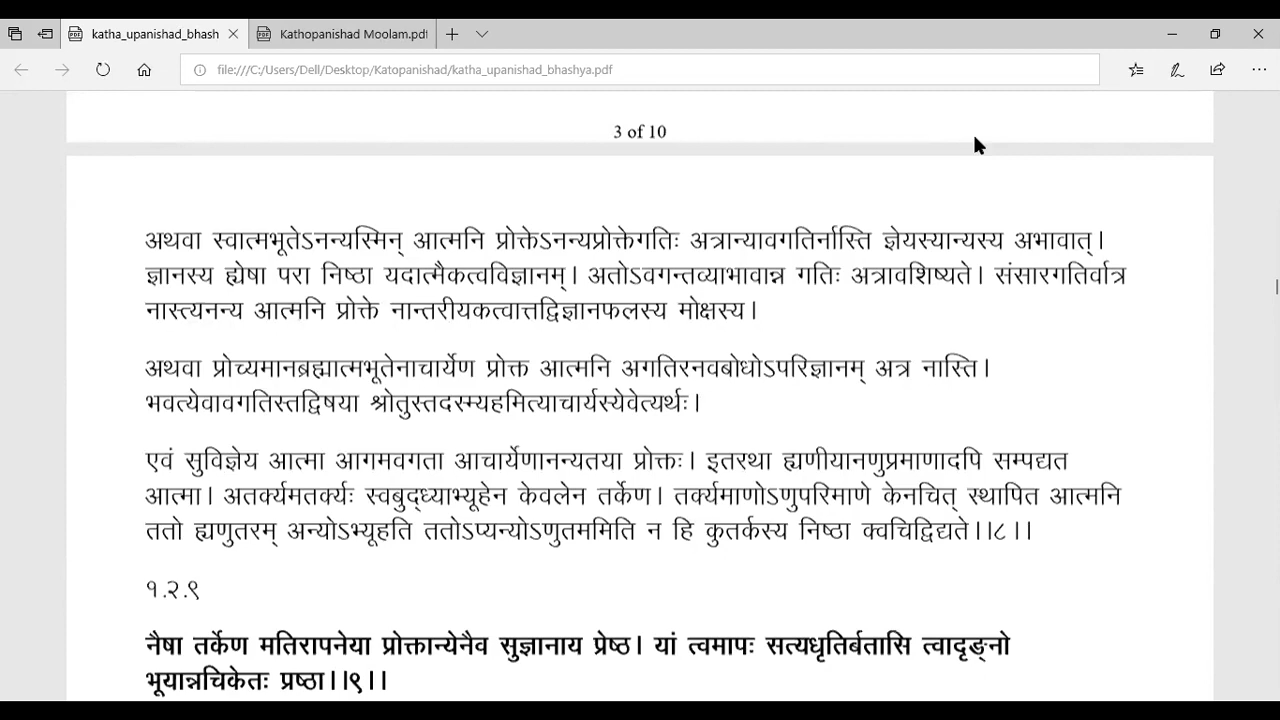 katha_upanishad_bhash
Kathopanishad Moolam.pdf
file:///C:/Users/Dell/Desktop/Katopanishad/katha_upanishad_bhashya.pdf
3 of 10
अथवा स्वात्मभूतेऽनन्यस्मिन् आत्मनि प्रोक्तेऽनन्यप्रोक्तेगतिः अत्रान्यावगतिर्नास्ति ज्ञेयस्यान्यस्य अभावात्।
ज्ञानस्य ह्येषा परा निष्ठा यदात्मैकत्वविज्ञानम्। अतोऽवगन्तव्याभावान्न गतिः अत्रावशिष्यते। संसारगतिर्वात्र
नास्त्यनन्य आत्मनि प्रोक्ते नान्तरीयकत्वात्तद्विज्ञानफलस्य मोक्षस्य।
अथवा प्रोच्यमानब्रह्मात्मभूतेनाचार्येण प्रोक्त आत्मनि अगतिरनवबोधोऽपरिज्ञानम् अत्र नास्ति।
भवत्येवावगतिस्तद्विषया श्रोतुस्तदस्म्यहमित्याचार्यस्येवेत्यर्थः।
एवं सुविज्ञेय आत्मा आगमवगता आचार्येणानन्यतया प्रोक्तः। इतरथा ह्यणीयानणुप्रमाणादपि सम्पद्यत
आत्मा। अतर्क्यमतर्क्यः स्वबुद्ध्याभ्यूहेन केवलेन तर्केण। तर्क्यमाणोऽणुपरिमाणे केनचित् स्थापित आत्मनि
ततो ह्यणुतरम् अन्योऽभ्यूहति ततोऽप्यन्योऽणुतममिति न हि कुतर्कस्य निष्ठा क्वचिद्विद्यते।।८।।
१.२.९
नैषा तर्केण मतिरापनेया प्रोक्तान्येनैव सुज्ञानाय प्रेष्ठ। यां त्वमापः सत्यधृतिर्बतासि त्वादृङ्नो
भूयान्नचिकेतः प्रष्ठा।।९।।